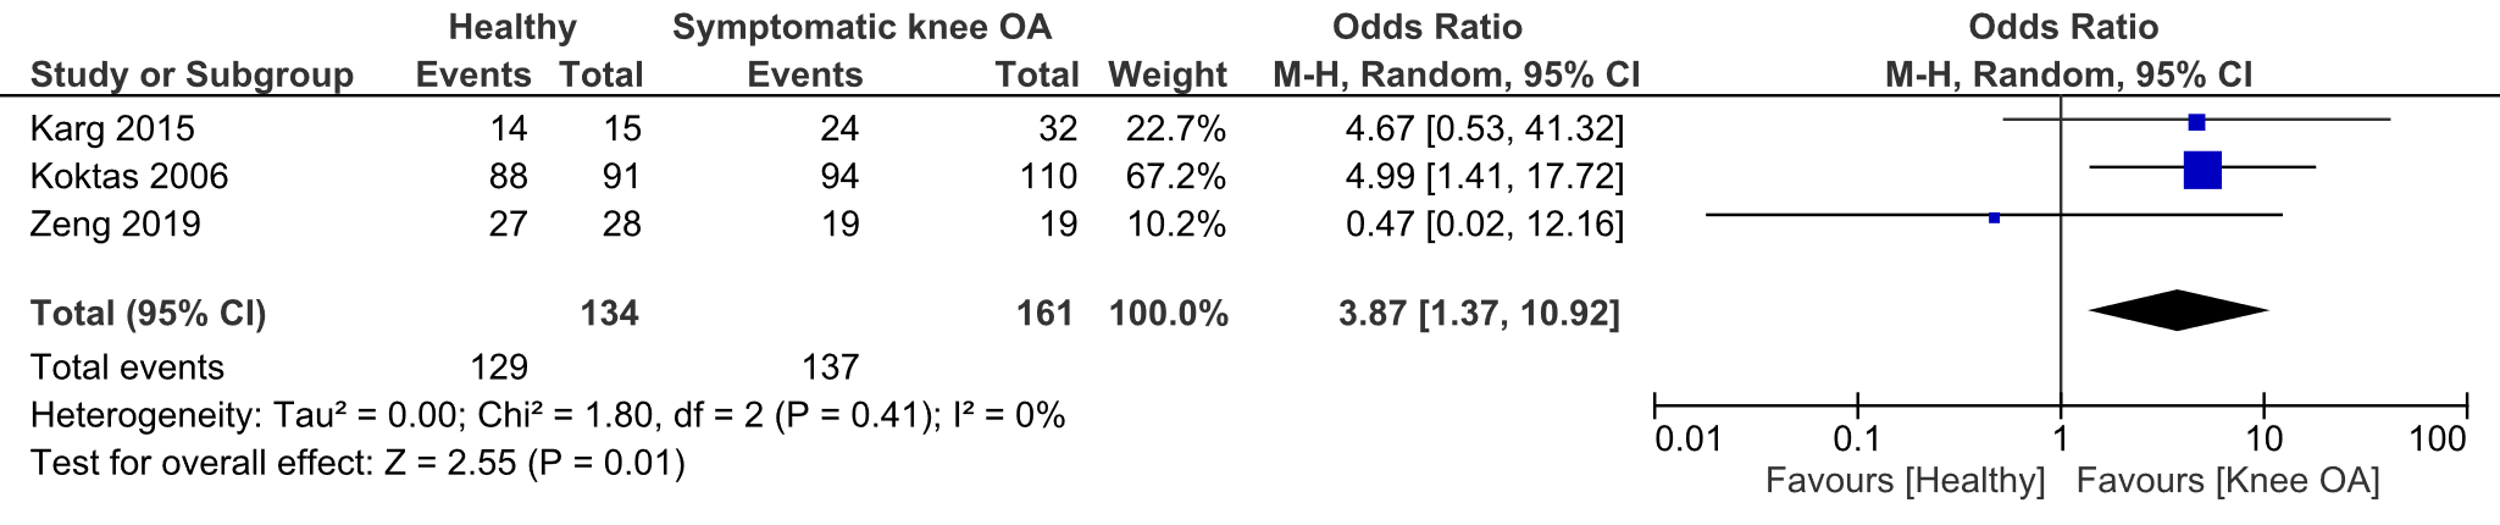 Healthy Symptomatic knee OA Odds Ratio Odds Ratio
Study or Subgroup Events Total Events Total Weight M-H, Random, 95% CI M-H, Random, 95% CI
Karg 2015 14 15 24 32 22.7% 4.67 [0.53, 41.32]
Koktas 2006 88 91 94 110 67.2% 4.99 [1.41, 17.72]
Zeng 2019 27 28 19 19 10.2% 0.47 [0.02, 12.16]
Total (95% CI) 134 161 100.0% 3.87 [1.37, 10.92]
Total events 129 137
Heterogeneity: Tau² = 0.00; Chi² = 1.80, df = 2 (P = 0.41); I² = 0%
Test for overall effect: Z = 2.55 (P = 0.01)
0.01 0.1 1 10 100
Favours [Healthy] Favours [Knee OA]